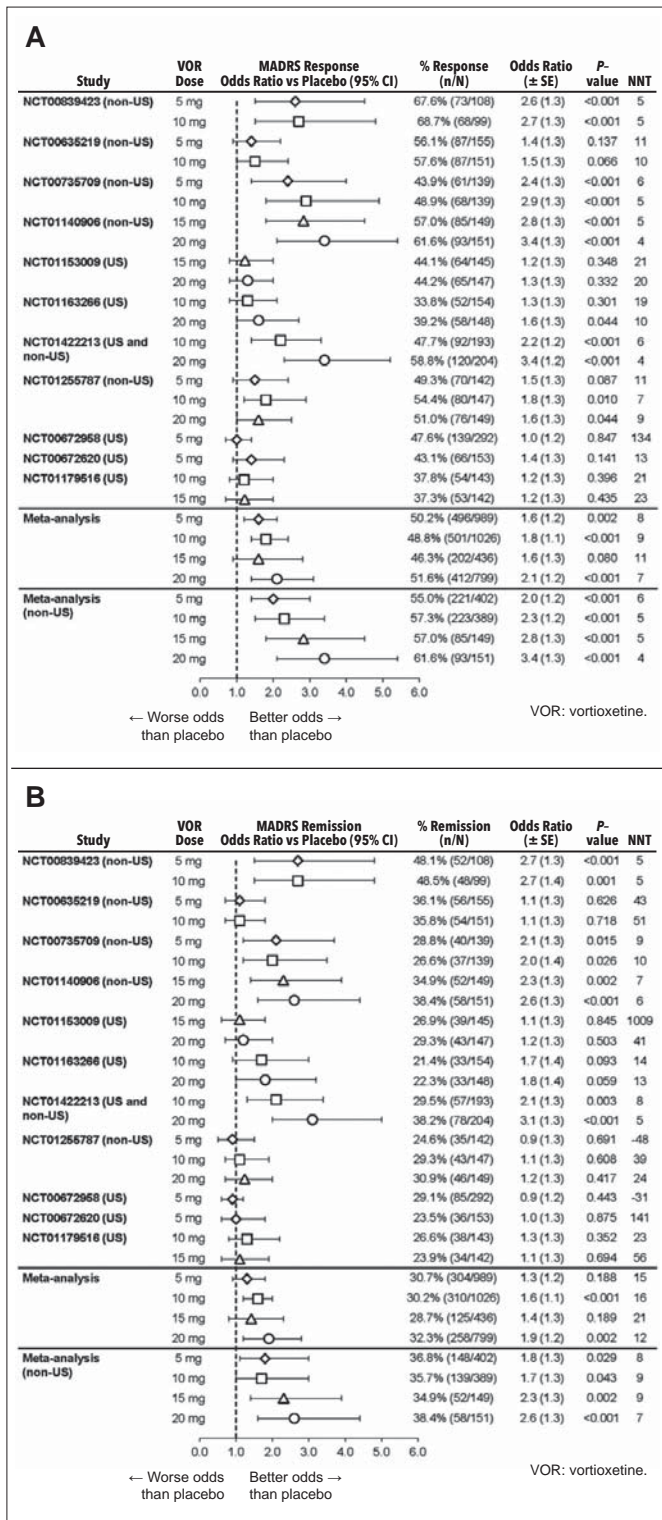 A
VOR MADRS Response % Response Odds Ratio P–
Study Dose Odds Ratio vs Placebo (95% CI) (n/N) (± SE) value NNT
NCT00839423 (non-US) 5 mg 67.6% (73/108) 2.6 (1.3) <0.001 5
10 mg 68.7% (68/99) 2.7 (1.3) <0.001 5
NCT00635219 (non-US) 5 mg 56.1% (87/155) 1.4 (1.3) 0.137 11
10 mg 57.6% (87/151) 1.5 (1.3) 0.066 10
NCT00735709 (non-US) 5 mg 43.9% (61/139) 2.4 (1.3) <0.001 6
10 mg 48.9% (68/139) 2.9 (1.3) <0.001 5
NCT01140906 (non-US) 15 mg 57.0% (85/149) 2.8 (1.3) <0.001 5
20 mg 61.6% (93/151) 3.4 (1.3) <0.001 4
NCT01153009 (US) 15 mg 44.1% (64/145) 1.2 (1.3) 0.348 21
20 mg 44.2% (65/147) 1.3 (1.3) 0.332 20
NCT01163266 (US) 10 mg 33.8% (52/154) 1.3 (1.3) 0.301 19
20 mg 39.2% (58/148) 1.6 (1.3) 0.044 10
NCT01422213 (US and 10 mg 47.7% (92/193) 2.2 (1.2) <0.001 6
non-US) 20 mg 58.8% (120/204) 3.4 (1.2) <0.001 4
NCT01255787 (non-US) 5 mg 49.3% (70/142) 1.5 (1.3) 0.087 11
10 mg 54.4% (80/147) 1.8 (1.3) 0.010 7
20 mg 51.0% (76/149) 1.6 (1.3) 0.044 9
NCT00672958 (US) 5 mg 47.6% (139/292) 1.0 (1.2) 0.847 134
NCT00672620 (US) 5 mg 43.1% (66/153) 1.4 (1.3) 0.141 13
NCT01179516 (US) 10 mg 37.8% (54/143) 1.2 (1.3) 0.396 21
15 mg 37.3% (53/142) 1.2 (1.3) 0.435 23
Meta-analysis 5 mg 50.2% (496/989) 1.6 (1.2) 0.002 8
10 mg 48.8% (501/1026) 1.8 (1.1) <0.001 9
15 mg 46.3% (202/436) 1.6 (1.3) 0.080 11
20 mg 51.6% (412/799) 2.1 (1.2) <0.001 7
Meta-analysis 5 mg 55.0% (221/402) 2.0 (1.2) <0.001 6
(non-US) 10 mg 57.3% (223/389) 2.3 (1.2) <0.001 5
15 mg 57.0% (85/149) 2.8 (1.3) <0.001 5
20 mg 61.6% (93/151) 3.4 (1.3) <0.001 4
0.0 1.0 2.0 3.0 4.0 5.0 6.0
← Worse odds Better odds → VOR: vortioxetine.
than placebo than placebo
B
VOR MADRS Remission % Remission Odds Ratio P–
Study Dose Odds Ratio vs Placebo (95% CI) (n/N) (± SE) value NNT
NCT00839423 (non-US) 5 mg 48.1% (52/108) 2.7 (1.3) <0.001 5
10 mg 48.5% (48/99) 2.7 (1.4) 0.001 5
NCT00635219 (non-US) 5 mg 36.1% (56/155) 1.1 (1.3) 0.626 43
10 mg 35.8% (54/151) 1.1 (1.3) 0.718 51
NCT00735709 (non-US) 5 mg 28.8% (40/139) 2.1 (1.3) 0.015 9
10 mg 26.6% (37/139) 2.0 (1.4) 0.026 10
NCT01140906 (non-US) 15 mg 34.9% (52/149) 2.3 (1.3) 0.002 7
20 mg 38.4% (58/151) 2.6 (1.3) <0.001 6
NCT01153009 (US) 15 mg 26.9% (39/145) 1.1 (1.3) 0.845 1009
20 mg 29.3% (43/147) 1.2 (1.3) 0.503 41
NCT01163266 (US) 10 mg 21.4% (33/154) 1.7 (1.4) 0.093 14
20 mg 22.3% (33/148) 1.8 (1.4) 0.059 13
NCT01422213 (US and 10 mg 29.5% (57/193) 2.1 (1.3) 0.003 8
non-US) 20 mg 38.2% (78/204) 3.1 (1.3) <0.001 5
NCT01255787 (non-US) 5 mg 24.6% (35/142) 0.9 (1.3) 0.691 -48
10 mg 29.3% (43/147) 1.1 (1.3) 0.608 39
20 mg 30.9% (46/149) 1.2 (1.3) 0.417 24
NCT00672958 (US) 5 mg 29.1% (85/292) 0.9 (1.2) 0.443 -31
NCT00672620 (US) 5 mg 23.5% (36/153) 1.0 (1.3) 0.875 141
NCT01179516 (US) 10 mg 26.6% (38/143) 1.3 (1.3) 0.352 23
15 mg 23.9% (34/142) 1.1 (1.3) 0.694 56
Meta-analysis 5 mg 30.7% (304/989) 1.3 (1.2) 0.188 15
10 mg 30.2% (310/1026) 1.6 (1.1) <0.001 16
15 mg 28.7% (125/436) 1.4 (1.3) 0.189 21
20 mg 32.3% (258/799) 1.9 (1.2) 0.002 12
Meta-analysis 5 mg 36.8% (148/402) 1.8 (1.3) 0.029 8
(non-US) 10 mg 35.7% (139/389) 1.7 (1.3) 0.043 9
15 mg 34.9% (52/149) 2.3 (1.3) 0.002 9
20 mg 38.4% (58/151) 2.6 (1.3) <0.001 7
0.0 1.0 2.0 3.0 4.0 5.0 6.0
← Worse odds Better odds → VOR: vortioxetine.
than placebo than placebo